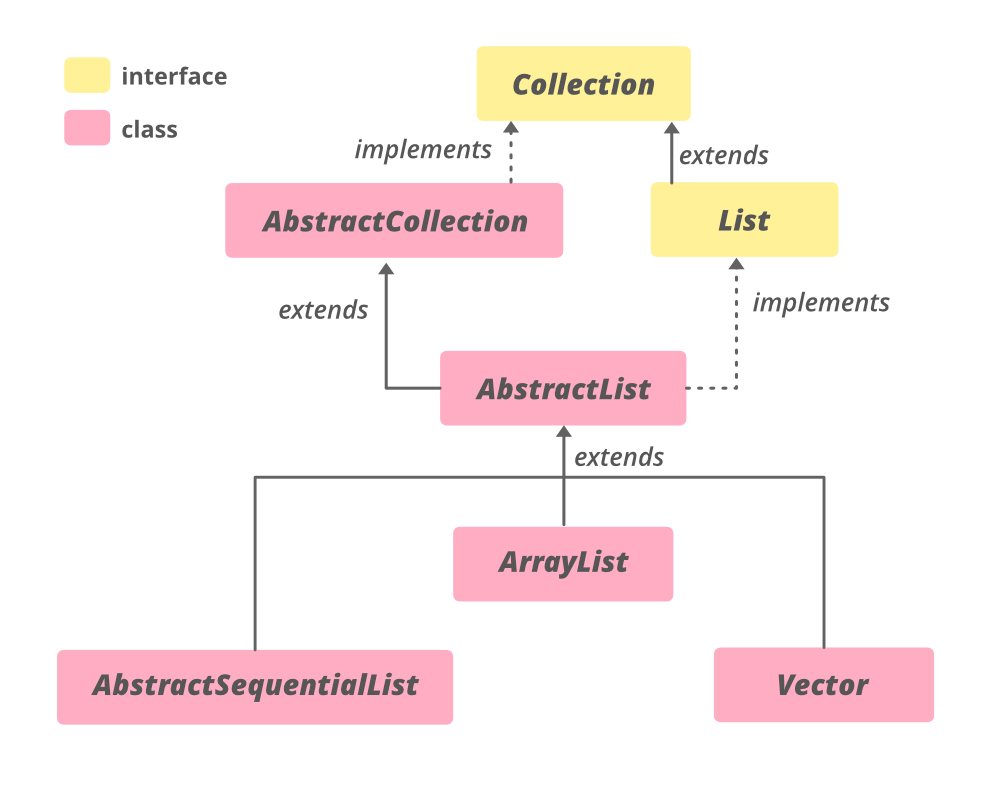 interface
class
Collection
implements
extends
AbstractCollection
List
extends
implements
AbstractList
extends
ArrayList
AbstractSequentialList
Vector